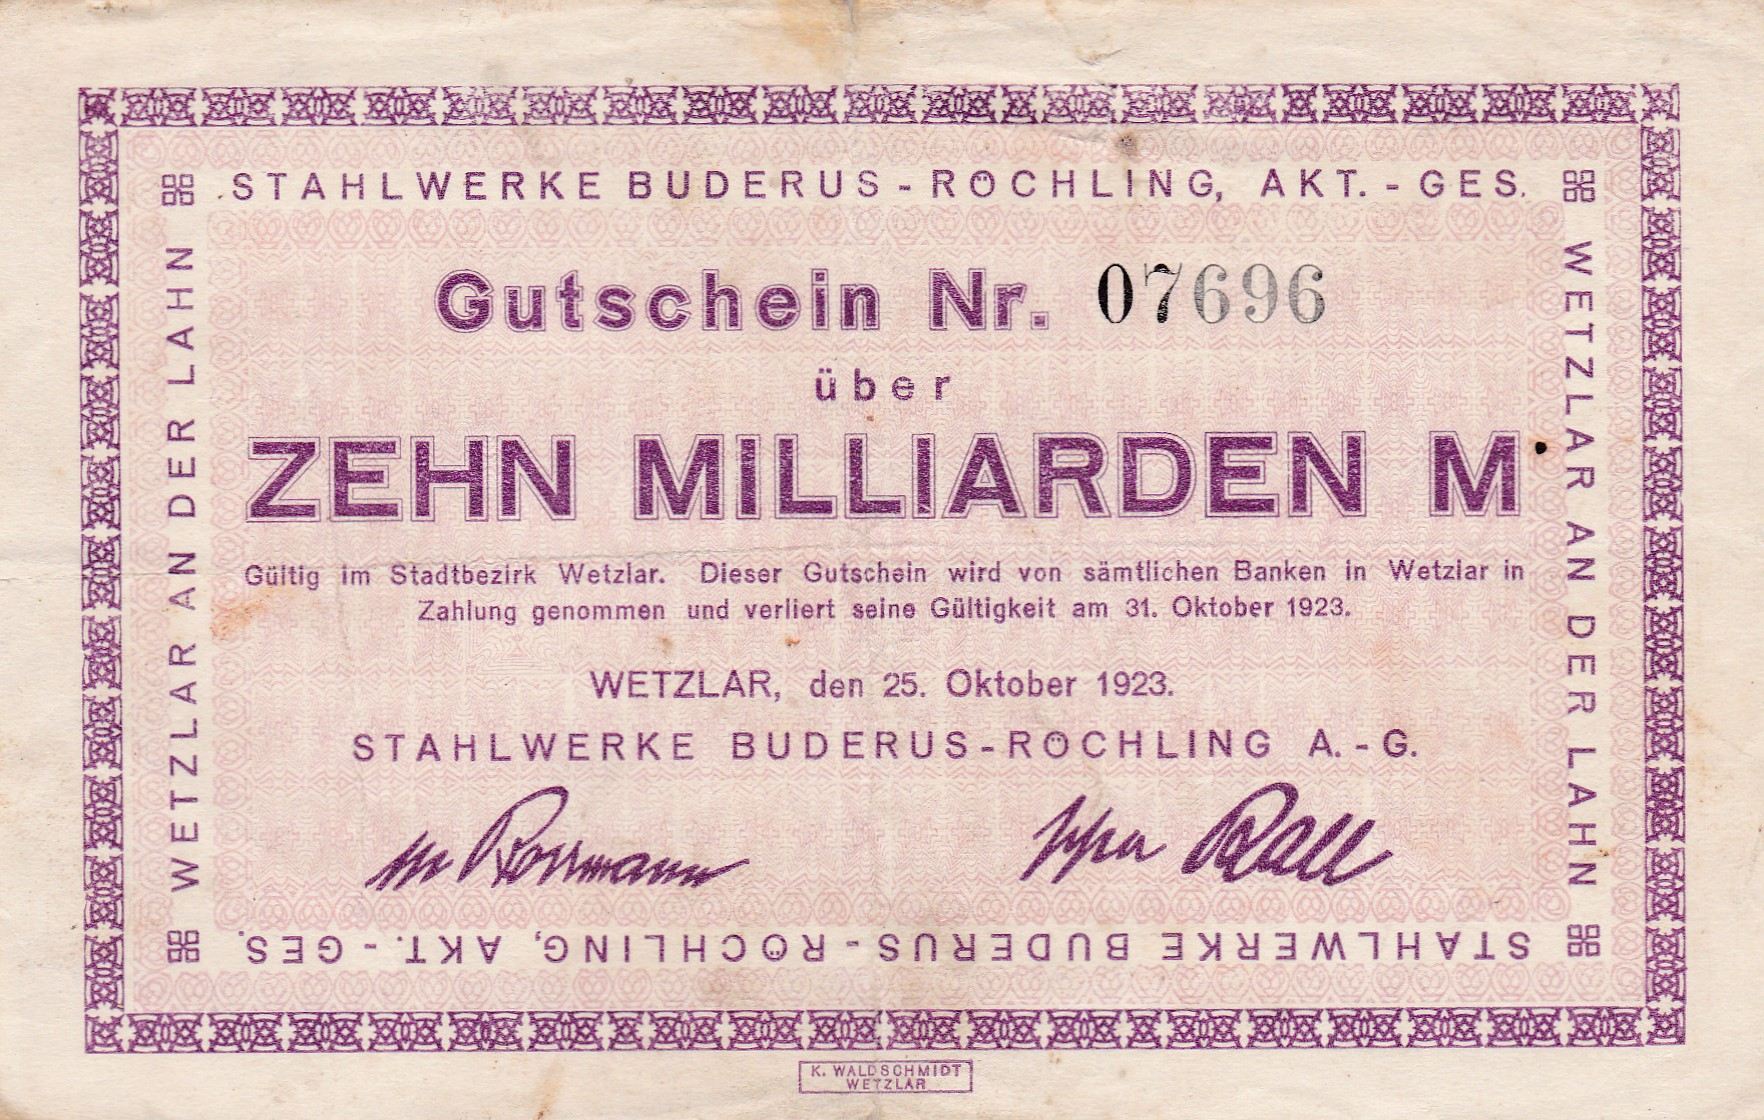 STAHLWERKE BUDERUS-RÖCHLING, AKT.-GES.
WETZLAR AN DER LAHN
WETZLAR AN DER LAHN
Gutschein Nr. 07696
über
ZEHN MILLIARDEN M
Gültig im Stadtbezirk Wetzlar. Dieser Gutschein wird von sämtlichen Banken in Wetzlar in
Zahlung genommen und verliert seine Gültigkeit am 31. Oktober 1923.
WETZLAR, den 25. Oktober 1923.
STAHLWERKE BUDERUS-RÖCHLING A.-G.
STAHLWERKE BUDERUS-RÖCHLING, AKT.-GES.
K. WALDSCHMIDT
WETZLAR